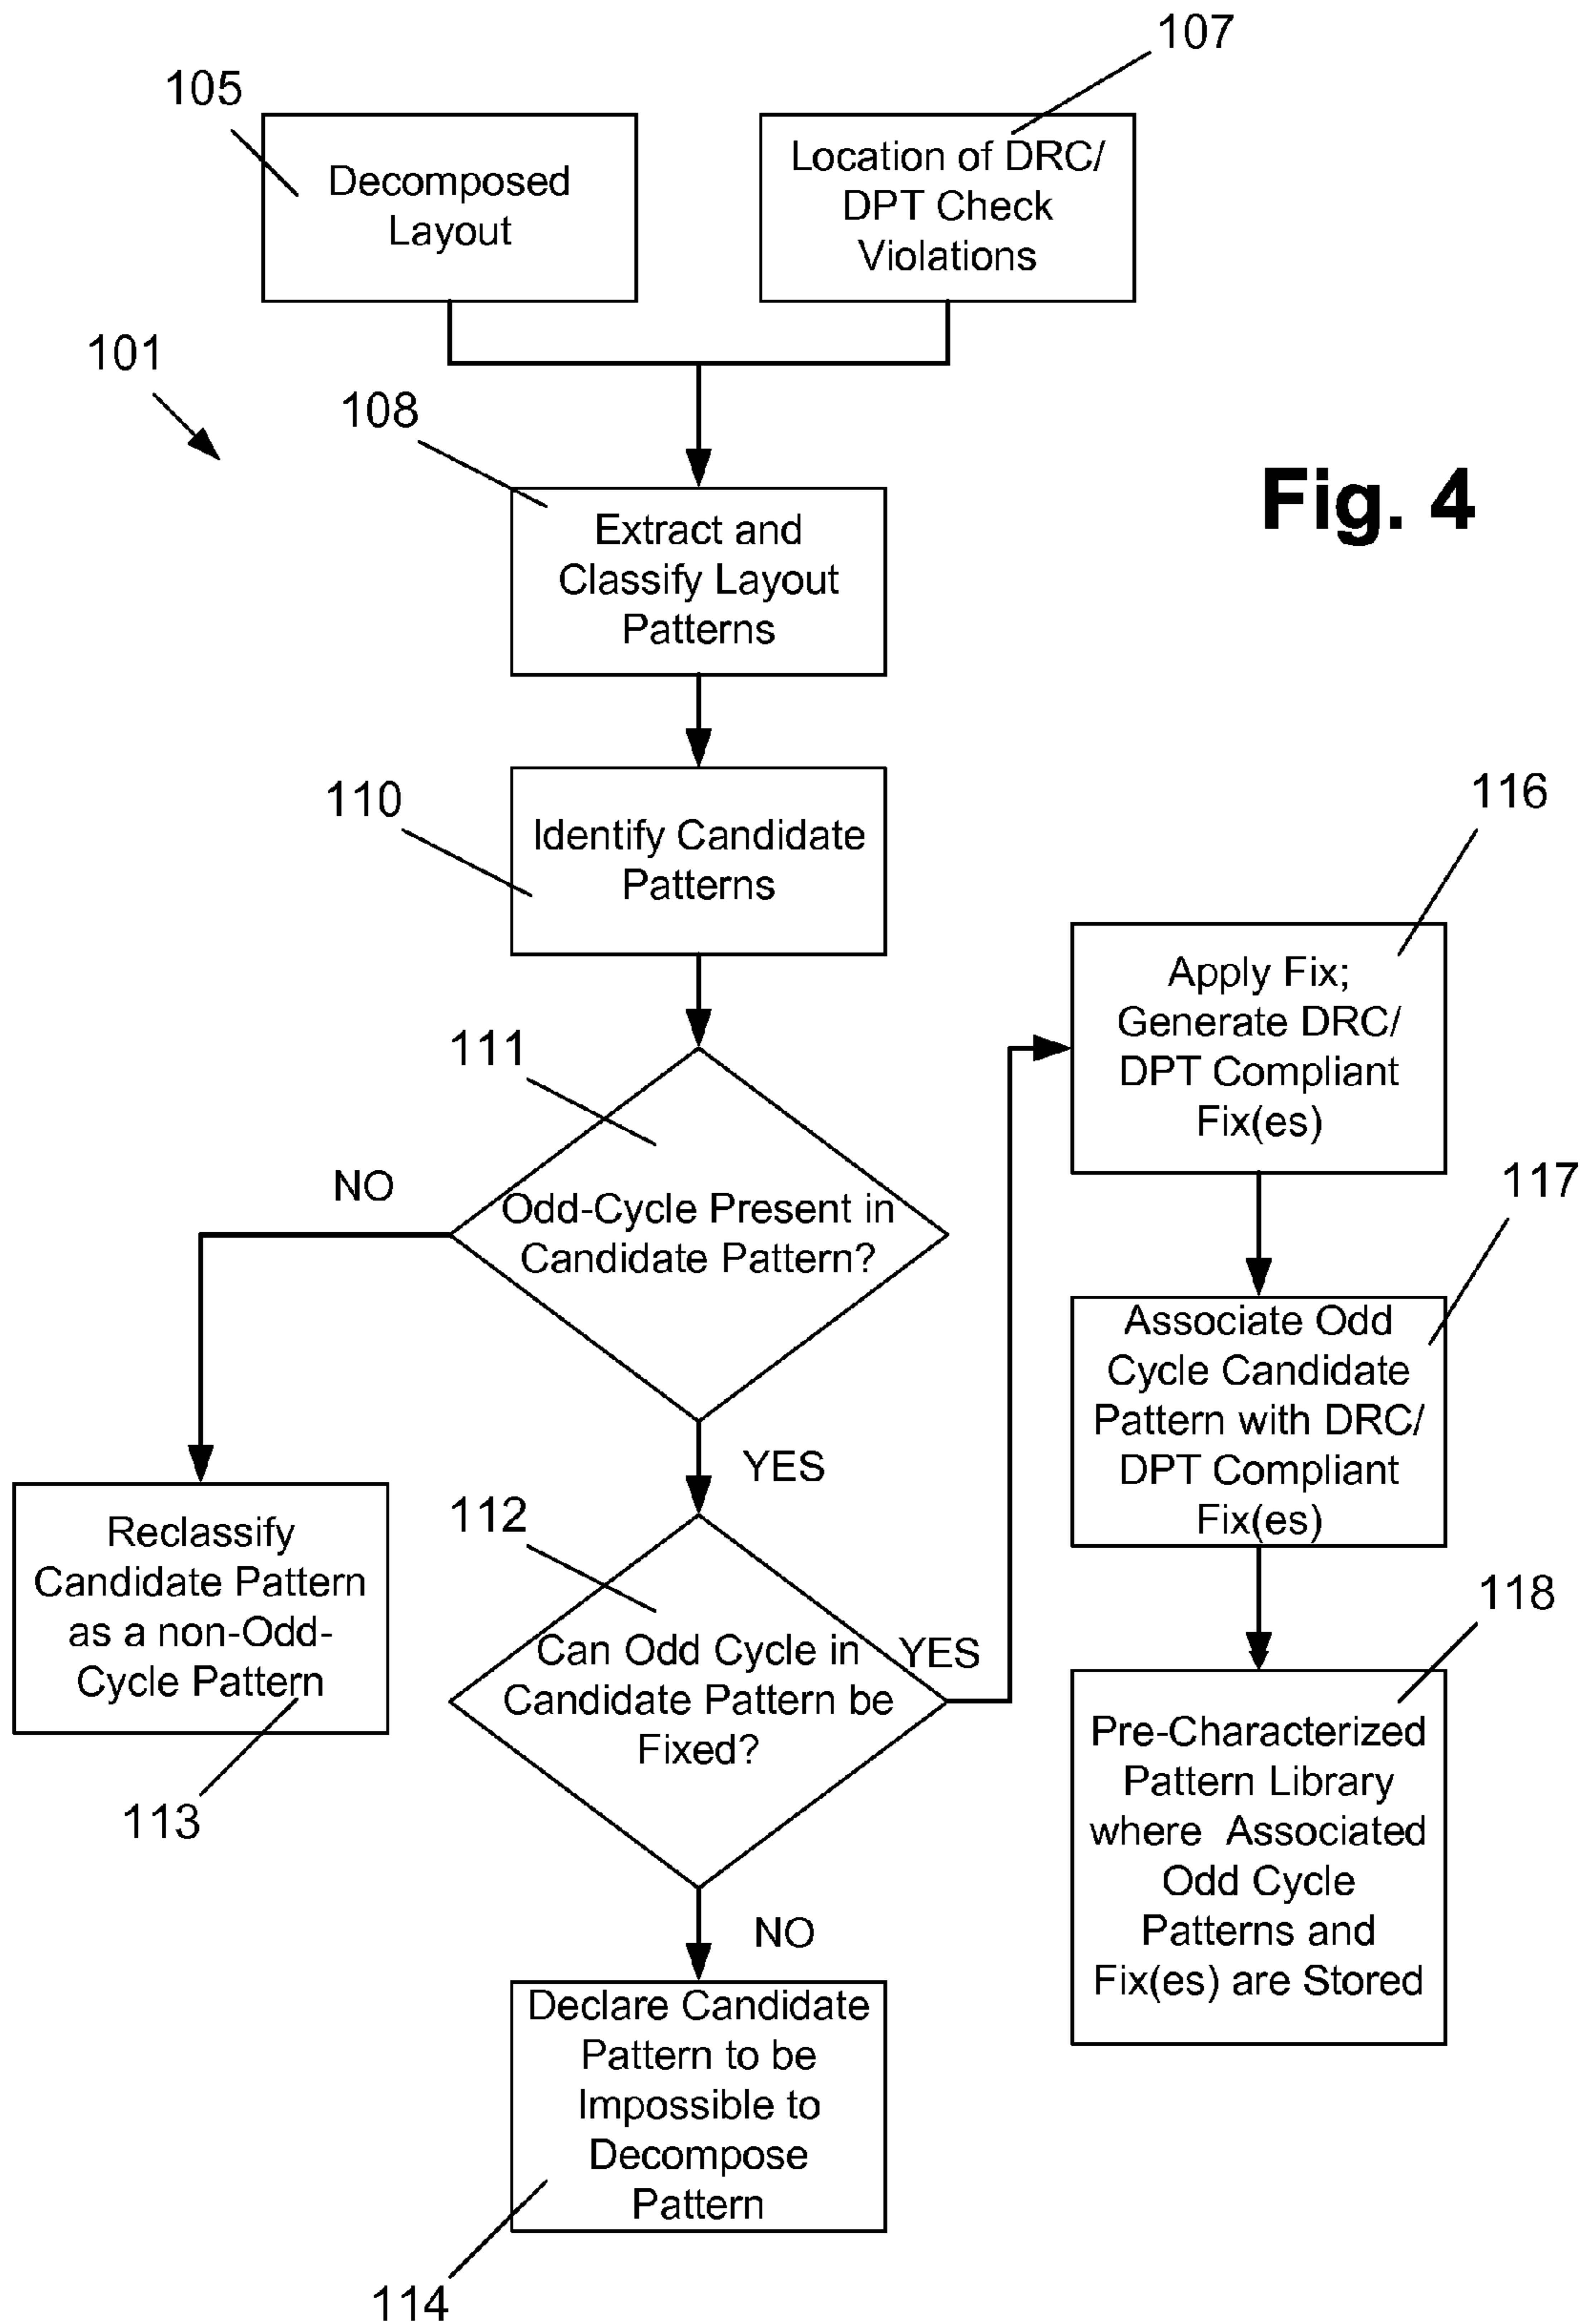 107
105
Decomposed
Layout
Location of DRC/
DPT Check
Violations
101
108
Fig. 4
Extract and
Classify Layout
Patterns
110
Identify Candidate
Patterns
116
Apply Fix;
Generate DRC/
DPT Compliant
Fix(es)
111
NO
Odd-Cycle Present in
Candidate Pattern?
117
Associate Odd
Cycle Candidate
Pattern with DRC/
DPT Compliant
Fix(es)
YES
112
Reclassify
Candidate Pattern
as a non-Odd-
Cycle Pattern
113
Can Odd Cycle in
Candidate Pattern be
Fixed?
YES
118
Pre-Characterized
Pattern Library
where Associated
Odd Cycle
Patterns and
Fix(es) are Stored
NO
Declare Candidate
Pattern to be
Impossible to
Decompose
Pattern
114